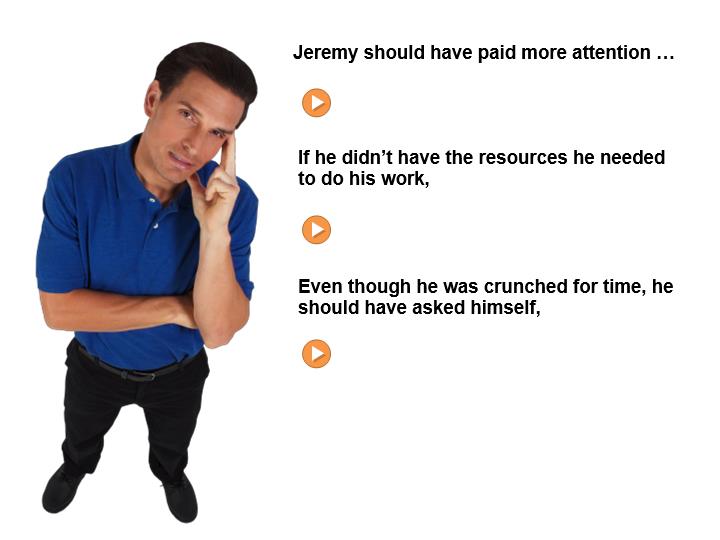 Jeremy should have paid more attention …
If he didn’t have the resources he needed
to do his work,
Even though he was crunched for time, he
should have asked himself,